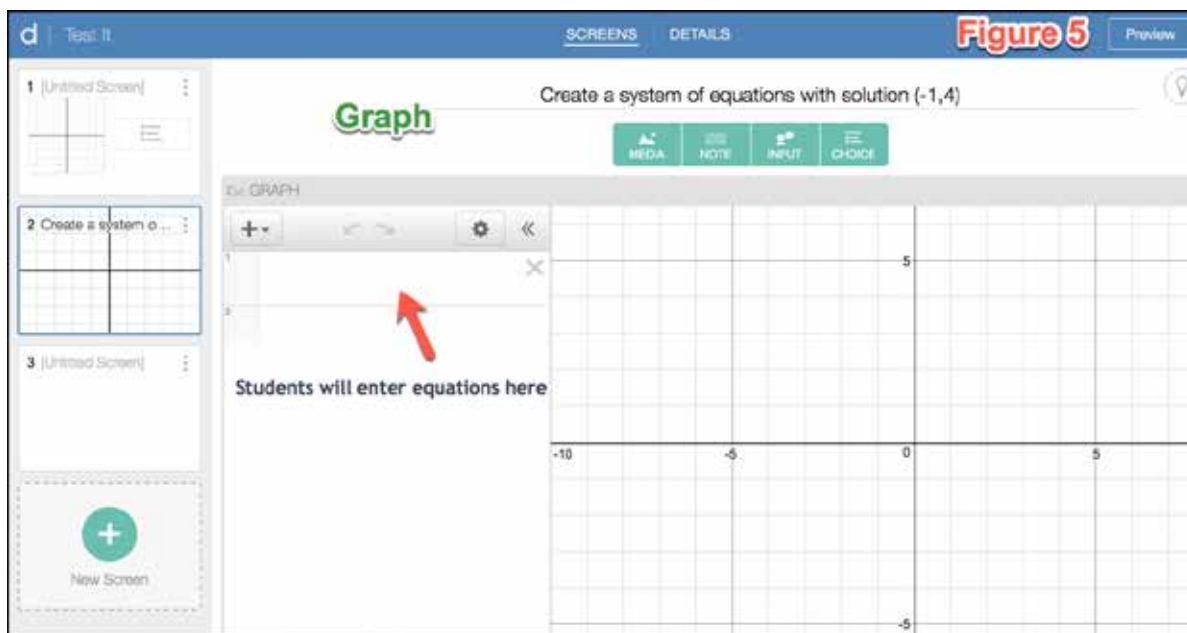 d Test It
SCREENS DETAILS
Figure 5
Preview
1 [Untitled Screen]
2 Create a system o ...
3 [Untitled Screen]
New Screen
Graph
Create a system of equations with solution (-1,4)
MEDIA NOTE INPUT CHOICE
GRAPH
1
2
Students will enter equations here
5
-10 -5 0 5
-5